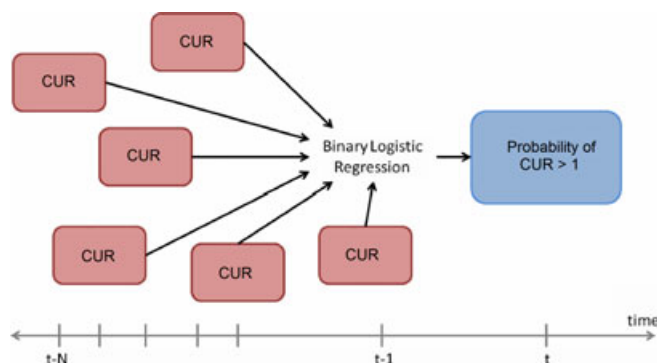 CUR
CUR
CUR
CUR
CUR
CUR
Binary Logistic
Regression
Probability of
CUR > 1
time
t-N
t-1
t